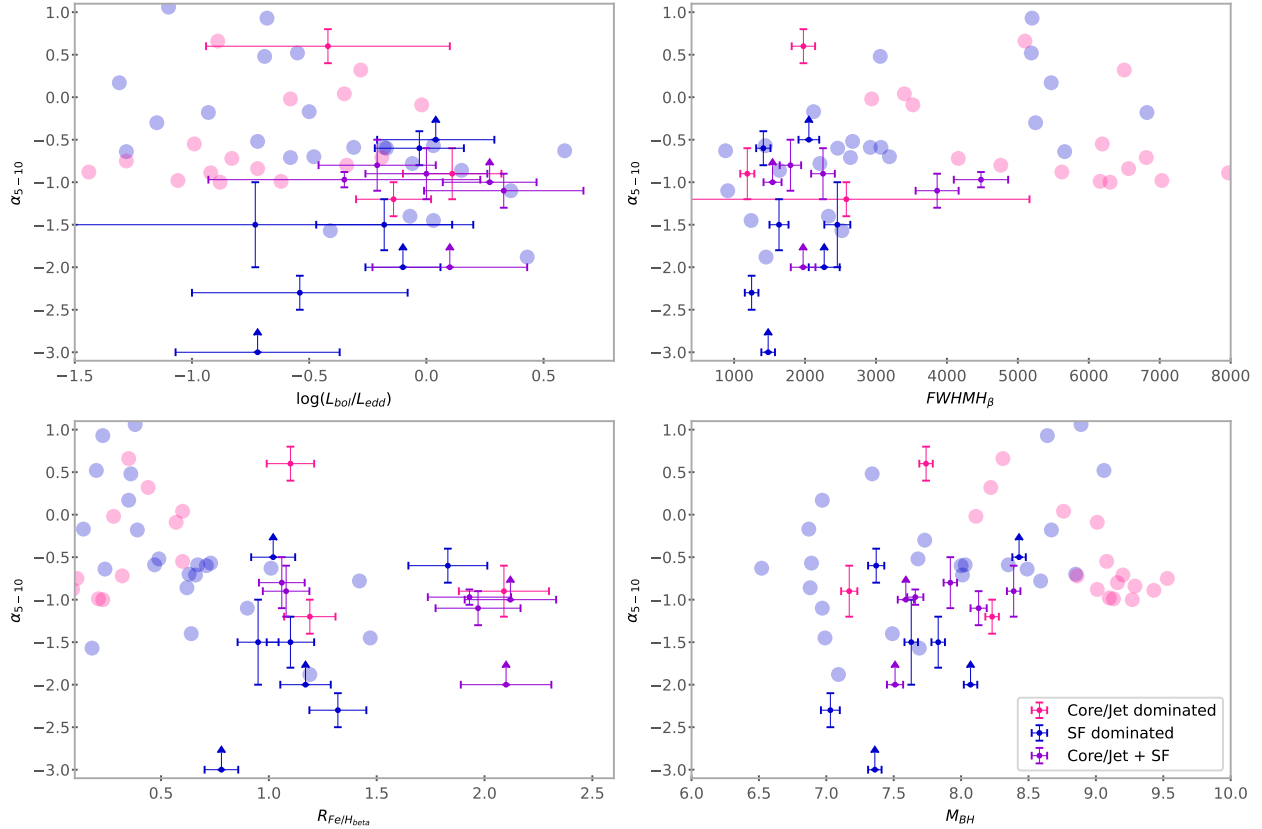 1.0
0.5
0.0
−0.5
−1.0
−1.5
−2.0
−2.5
−3.0
α5 − 10
−1.5 −1.0 −0.5 0.0 0.5
log(Lbol/Ledd)
1.0
0.5
0.0
−0.5
−1.0
−1.5
−2.0
−2.5
−3.0
α5 − 10
1000 2000 3000 4000 5000 6000 7000 8000
FWHMHβ
1.0
0.5
0.0
−0.5
−1.0
−1.5
−2.0
−2.5
−3.0
α5 − 10
0.5 1.0 1.5 2.0 2.5
RFe/Hbeta
1.0
0.5
0.0
−0.5
−1.0
−1.5
−2.0
−2.5
−3.0
α5 − 10
Core/Jet dominated
SF dominated
Core/Jet + SF
6.0 6.5 7.0 7.5 8.0 8.5 9.0 9.5 10.0
MBH